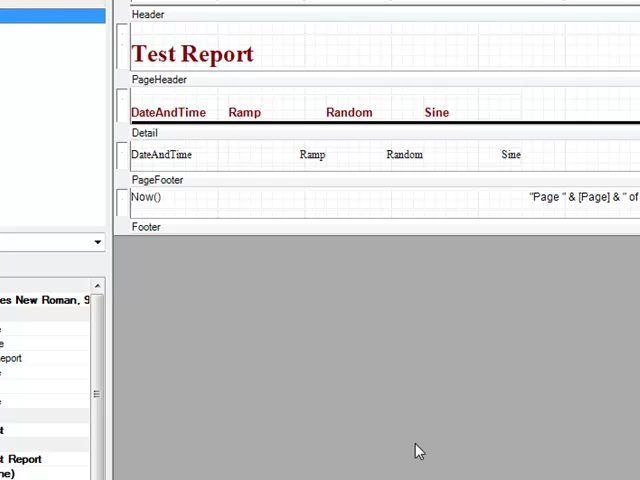 Header
Test Report
PageHeader
DateAndTime Ramp Random Sine
Detail
DateAndTime Ramp Random Sine
PageFooter
Now() "Page " & [Page] & " of
Footer
es New Roman, 9
e
e
eport
e
e
t
t Report
ne)